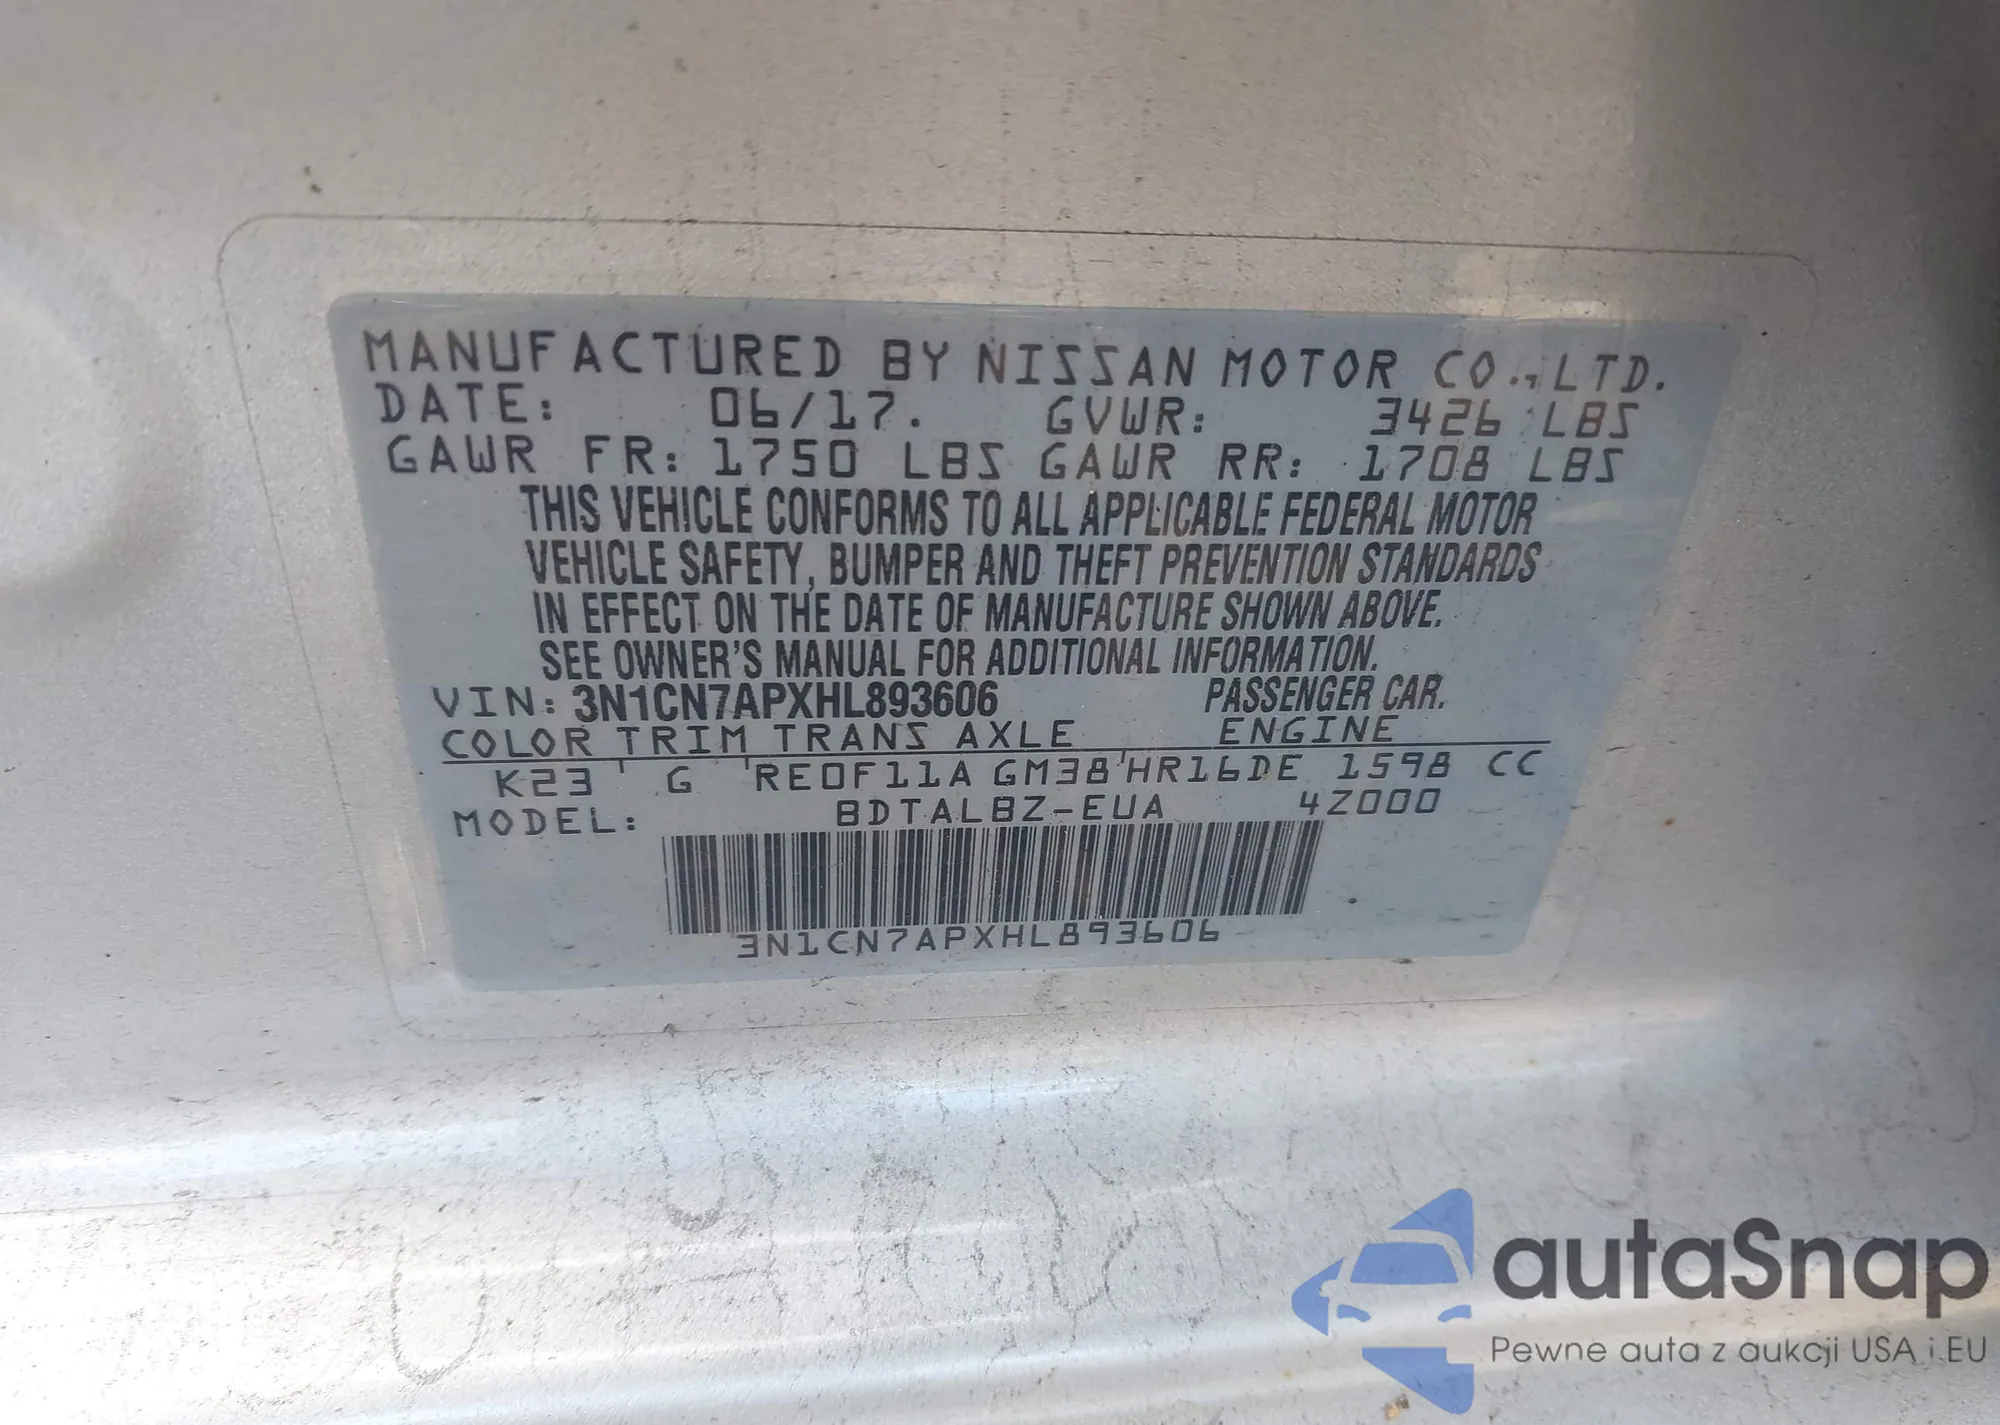 MANUFACTURED BY NISSAN MOTOR CO., LTD.
DATE: 06/17. GVWR: 3426 LBS
GAWR FR: 1750 LBS GAWR RR: 1708 LBS
THIS VEHICLE CONFORMS TO ALL APPLICABLE FEDERAL MOTOR
VEHICLE SAFETY, BUMPER AND THEFT PREVENTION STANDARDS
IN EFFECT ON THE DATE OF MANUFACTURE SHOWN ABOVE.
SEE OWNER'S MANUAL FOR ADDITIONAL INFORMATION.
VIN: 3N1CN7APXHL893606 PASSENGER CAR.
COLOR TRIM TRANS AXLE ENGINE
K23 G RE0F11A GM38 HR16DE 1598 CC
MODEL: BDTALBZ-EUA 4Z000
3N1CN7APXHL893606
autaSnap
Pewne auta z aukcji USA i EU